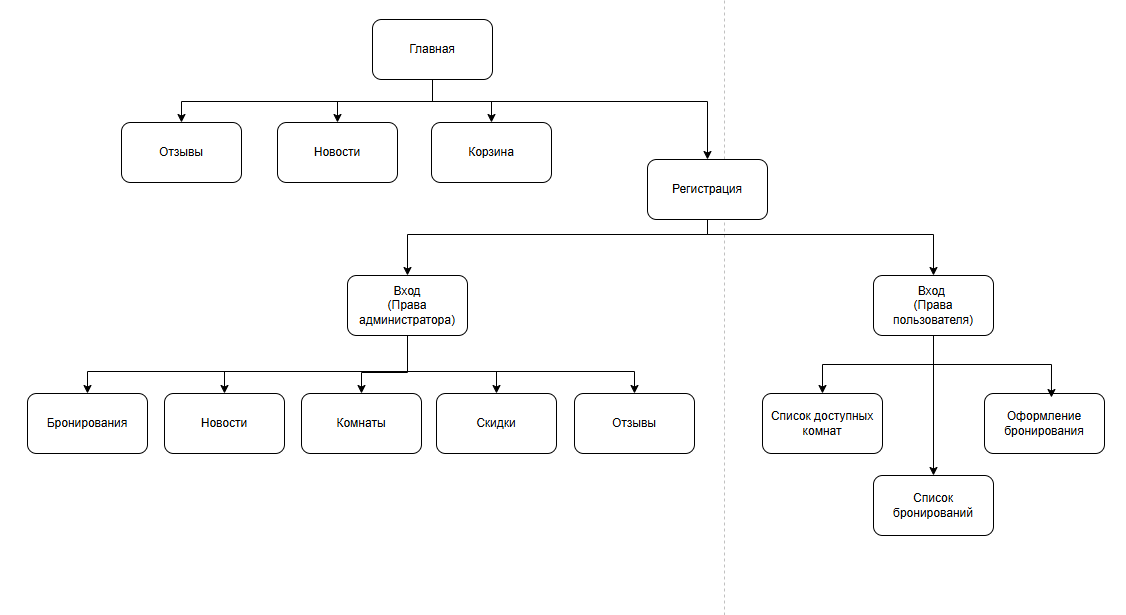 Главная
Отзывы
Новости
Корзина
Регистрация
Вход
(Права
администратора)
Вход
(Права
пользователя)
Бронирования
Новости
Комнаты
Скидки
Отзывы
Список доступных
комнат
Оформление
бронирования
Список
бронирований